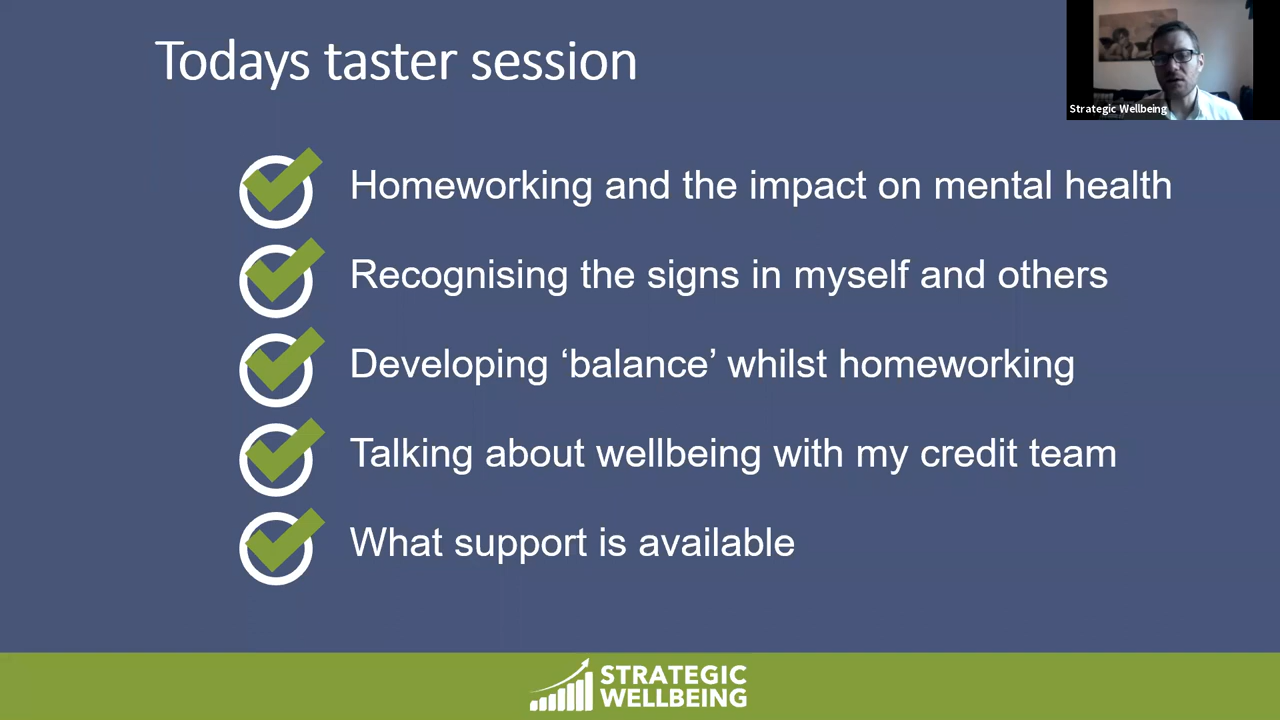 Todays taster session
Strategic Wellbeing
Homeworking and the impact on mental health
Recognising the signs in myself and others
Developing ‘balance’ whilst homeworking
Talking about wellbeing with my credit team
What support is available
STRATEGIC
WELLBEING